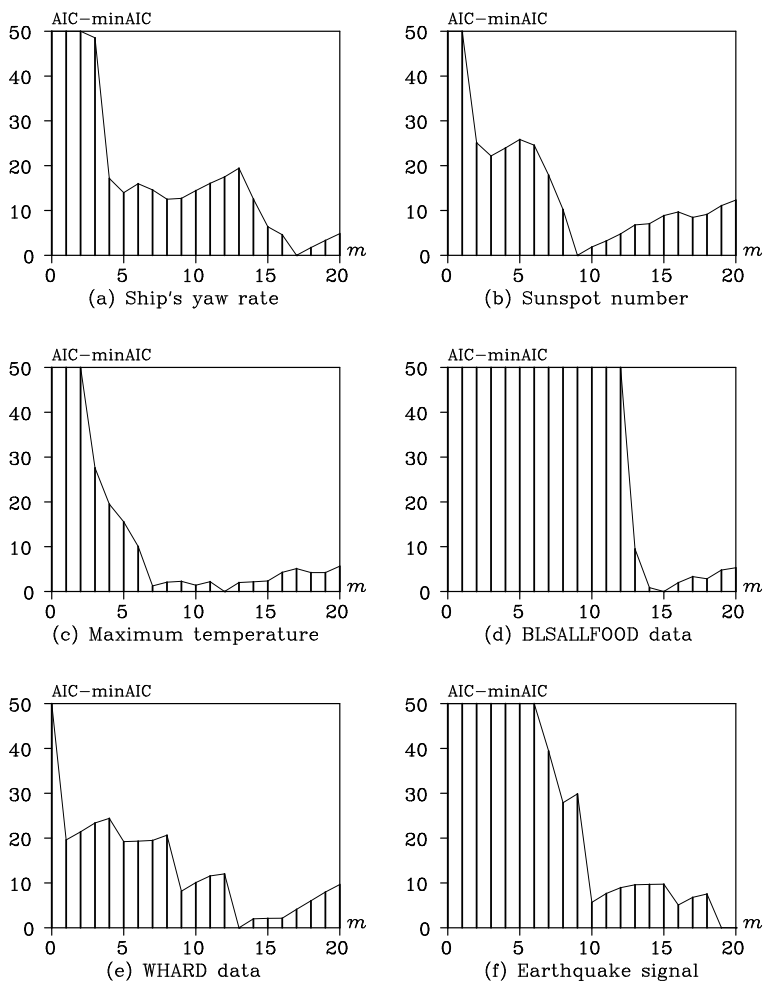 AIC−minAIC
50
40
30
20
10
0
0 5 10 15 20 m
(a) Ship's yaw rate
AIC−minAIC
50
40
30
20
10
0
0 5 10 15 20 m
(b) Sunspot number
AIC−minAIC
50
40
30
20
10
0
0 5 10 15 20 m
(c) Maximum temperature
AIC−minAIC
50
40
30
20
10
0
0 5 10 15 20 m
(d) BLSALLFOOD data
AIC−minAIC
50
40
30
20
10
0
0 5 10 15 20 m
(e) WHARD data
AIC−minAIC
50
40
30
20
10
0
0 5 10 15 20 m
(f) Earthquake signal